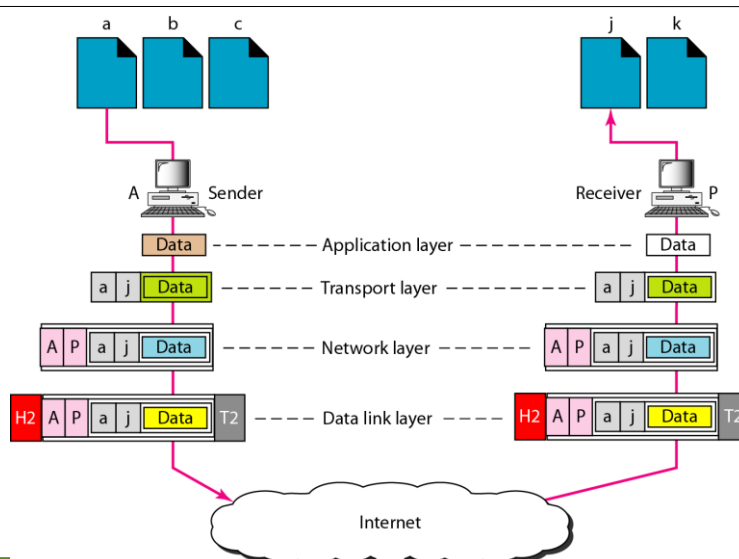 a b c j k
A Sender Receiver P
Data Application layer Data
a j Data Transport layer a j Data
A P a j Data Network layer A P a j Data
H2 A P a j Data T2 Data link layer H2 A P a j Data T2
Internet